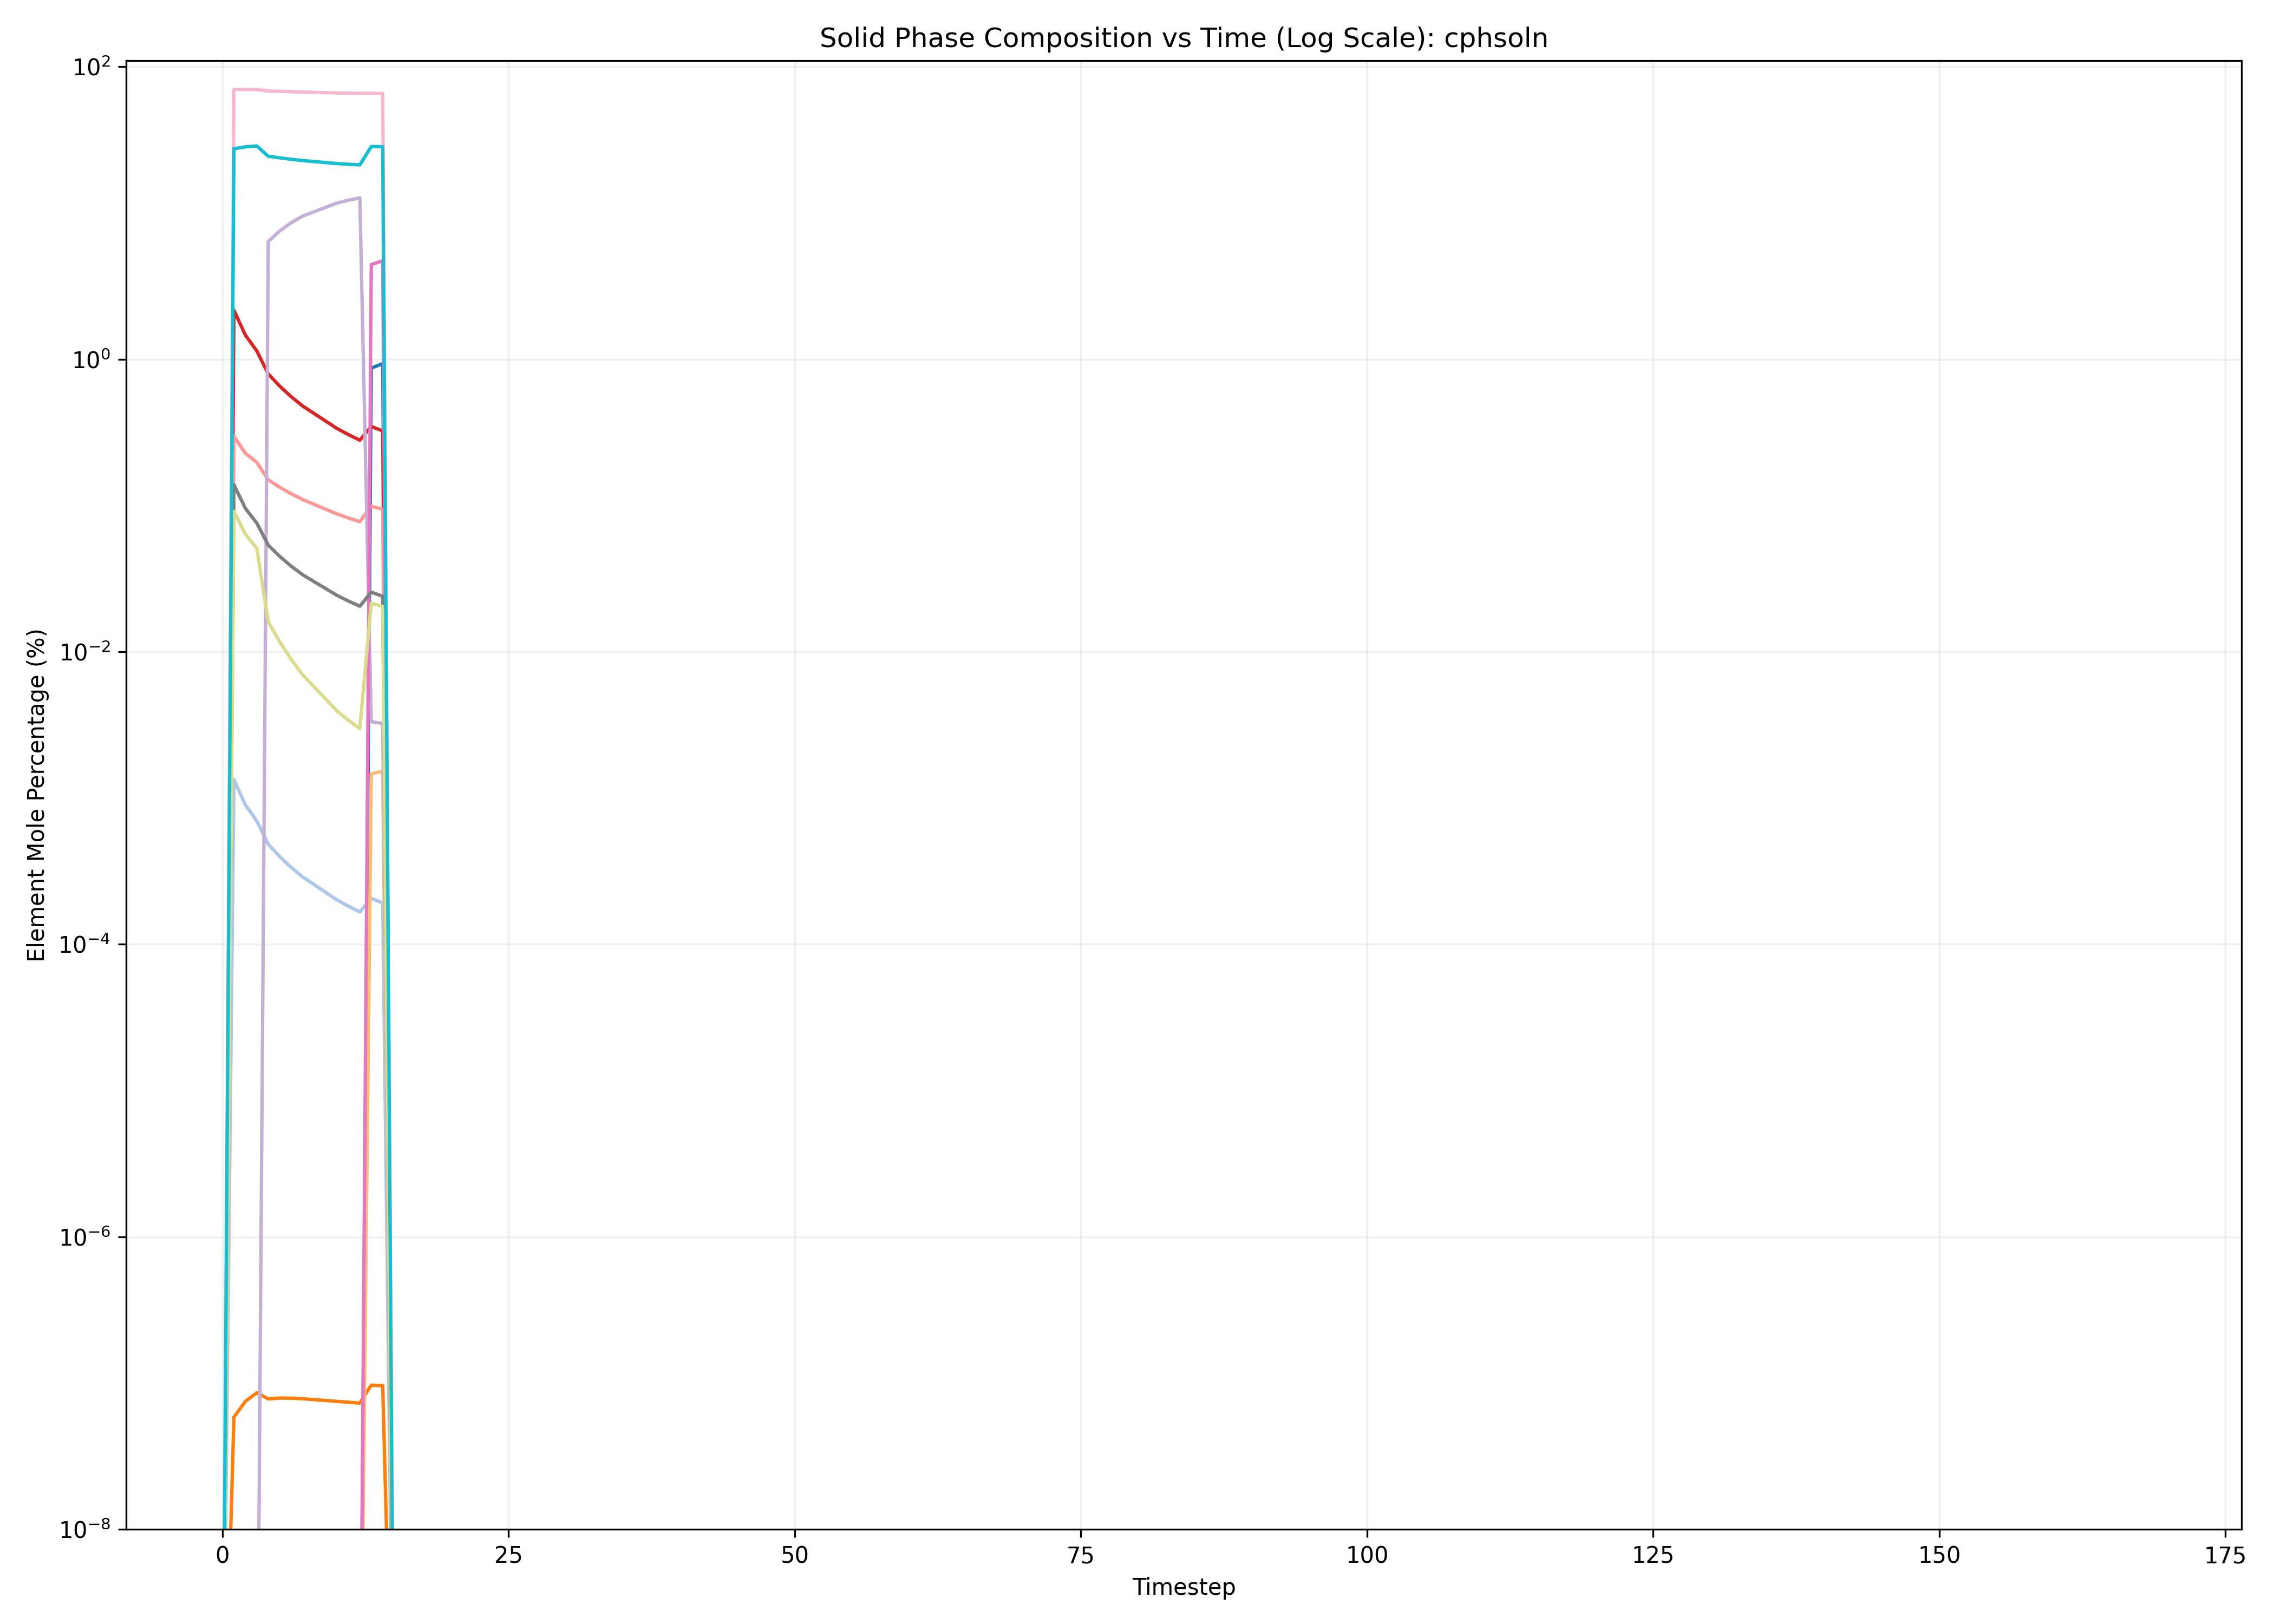 Solid Phase Composition vs Time (Log Scale): cphsoln
Element Mole Percentage (%)
10²
10⁰
10⁻²
10⁻⁴
10⁻⁶
10⁻⁸
0 25 50 75 100 125 150 175
Timestep